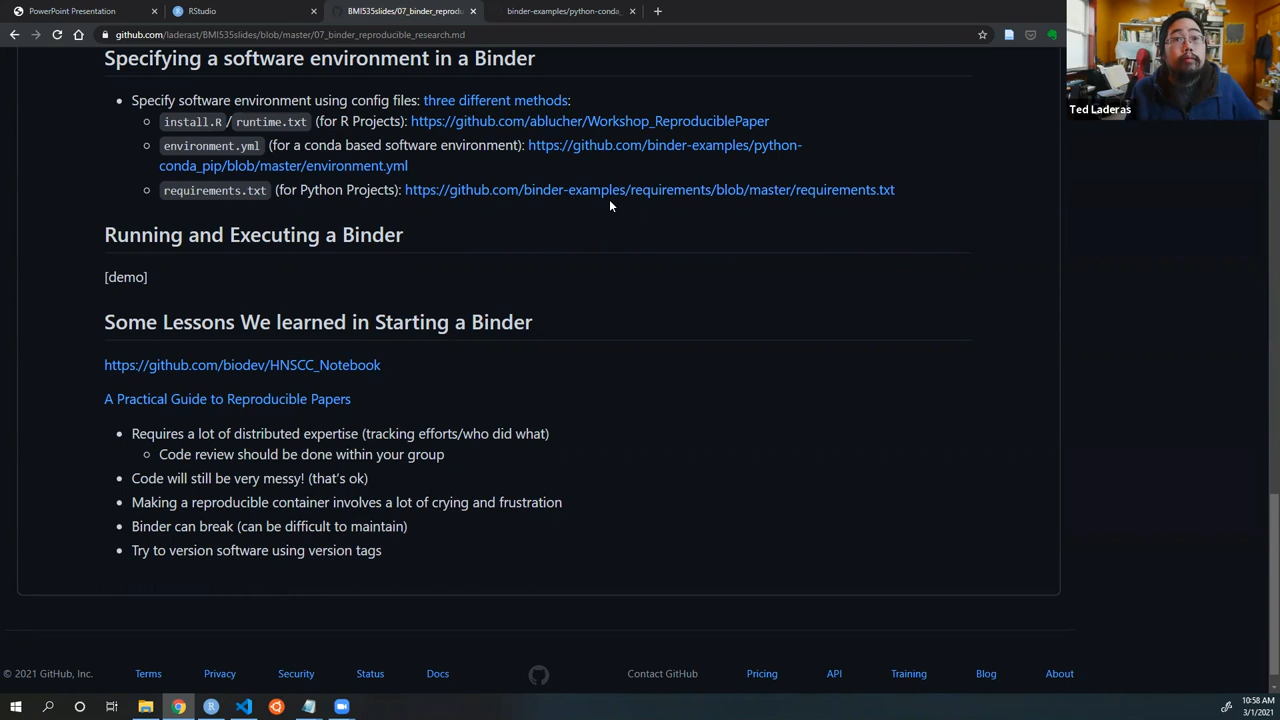 PowerPoint Presentation
RStudio
BMI535slides/07_binder_reprodu
binder-examples/python-conda_
github.com/laderast/BMI535slides/blob/master/07_binder_reproducible_research.md
Ted Laderas
Specifying a software environment in a Binder
Specify software environment using config files: three different methods:
install.R/runtime.txt (for R Projects): https://github.com/ablucher/Workshop_ReproduciblePaper
environment.yml (for a conda based software environment): https://github.com/binder-examples/python-
conda_pip/blob/master/environment.yml
requirements.txt (for Python Projects): https://github.com/binder-examples/requirements/blob/master/requirements.txt
Running and Executing a Binder
[demo]
Some Lessons We learned in Starting a Binder
https://github.com/biodev/HNSCC_Notebook
A Practical Guide to Reproducible Papers
Requires a lot of distributed expertise (tracking efforts/who did what)
Code review should be done within your group
Code will still be very messy! (that's ok)
Making a reproducible container involves a lot of crying and frustration
Binder can break (can be difficult to maintain)
Try to version software using version tags
© 2021 GitHub, Inc.
Terms
Privacy
Security
Status
Docs
Contact GitHub
Pricing
API
Training
Blog
About
10:58 AM
3/1/2021